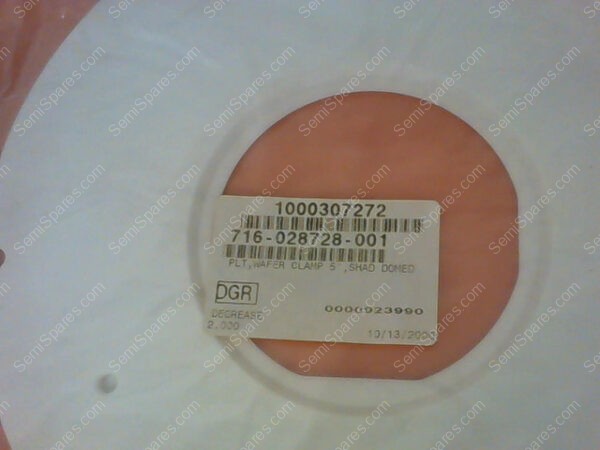 1000307272
716-028728-001
PLT,WAFER CLAMP 5 ,SHAD DOMED
DGR
0000923990
DECREASE
2.000
10/13/2000
SemiSpares.com